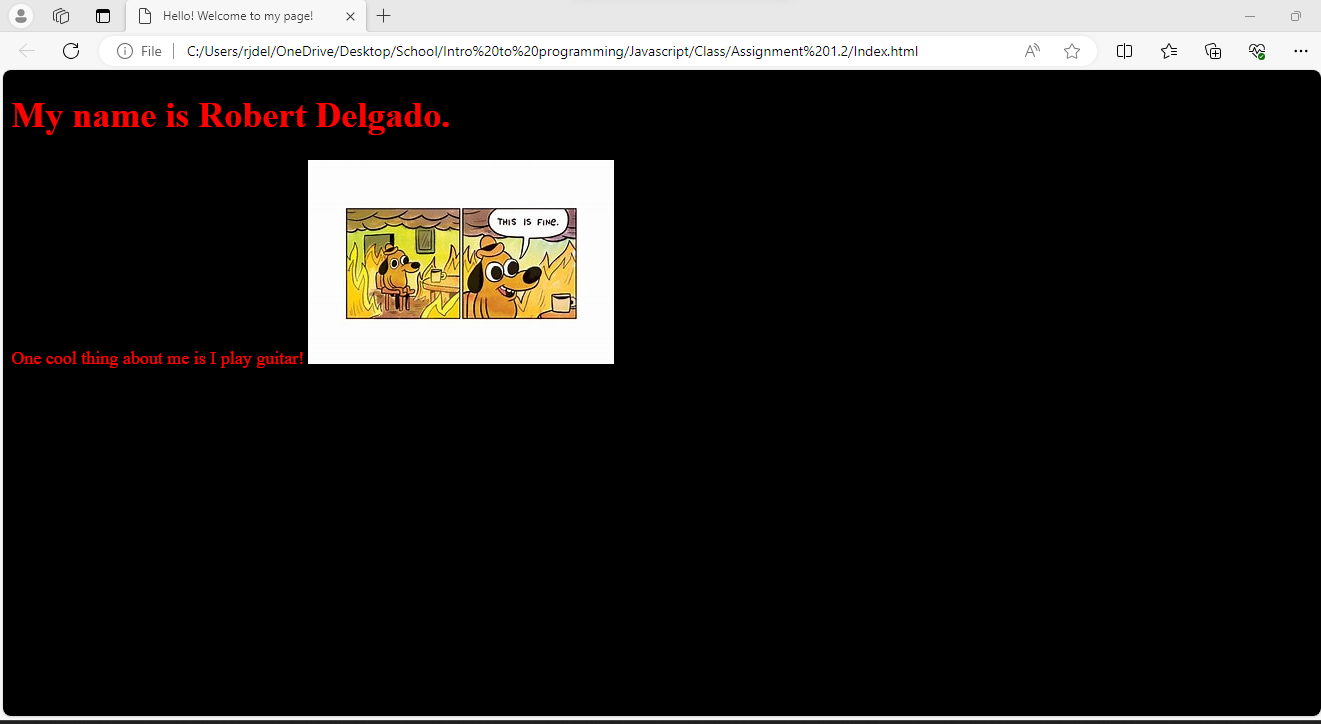 Hello! Welcome to my page!
File
C:/Users/rjdel/OneDrive/Desktop/School/Intro%20to%20programming/Javascript/Class/Assignment%201.2/Index.html
My name is Robert Delgado.
THIS IS FINE.
One cool thing about me is I play guitar!